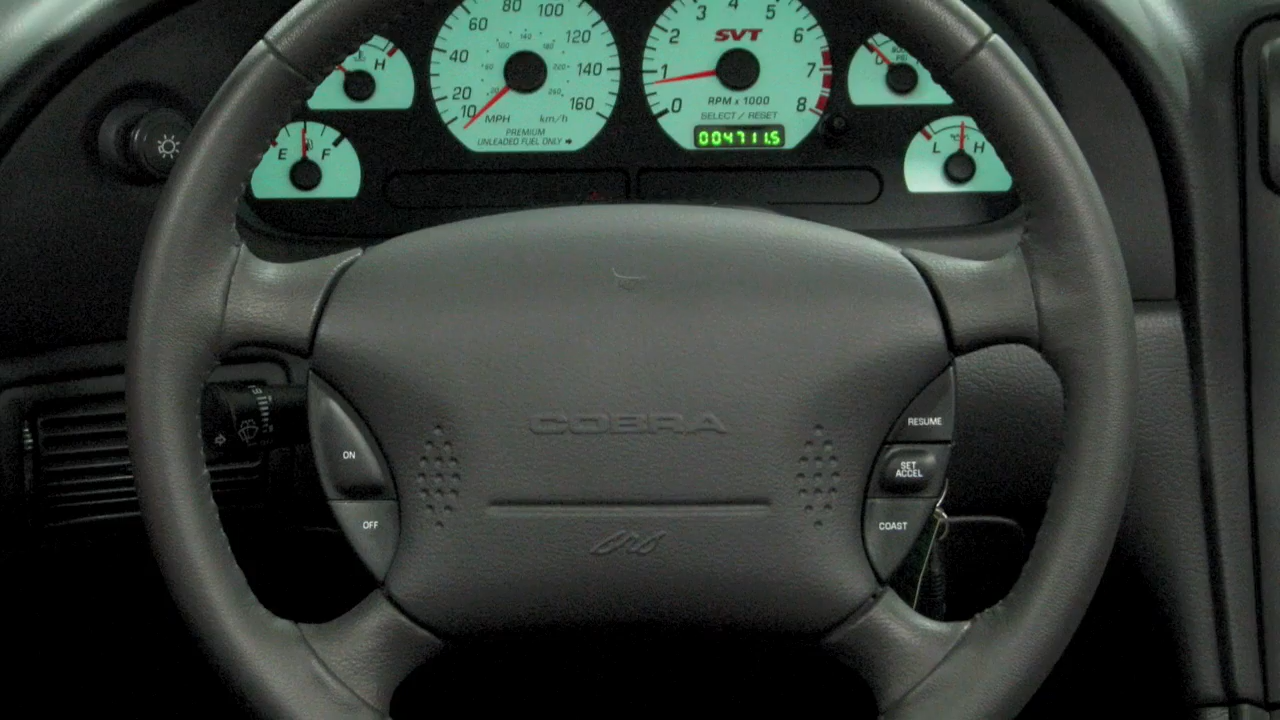 80
60
100
40
120
20
140
10
160
MPH
km/h
PREMIUM
UNLEADED FUEL ONLY
3
4
5
2
6
1
7
0
8
SVT
RPM x 1000
SELECT / RESET
004711.5
H
E F
L H
COBRA
SRS
ON
OFF
RESUME
SET
ACCEL
COAST